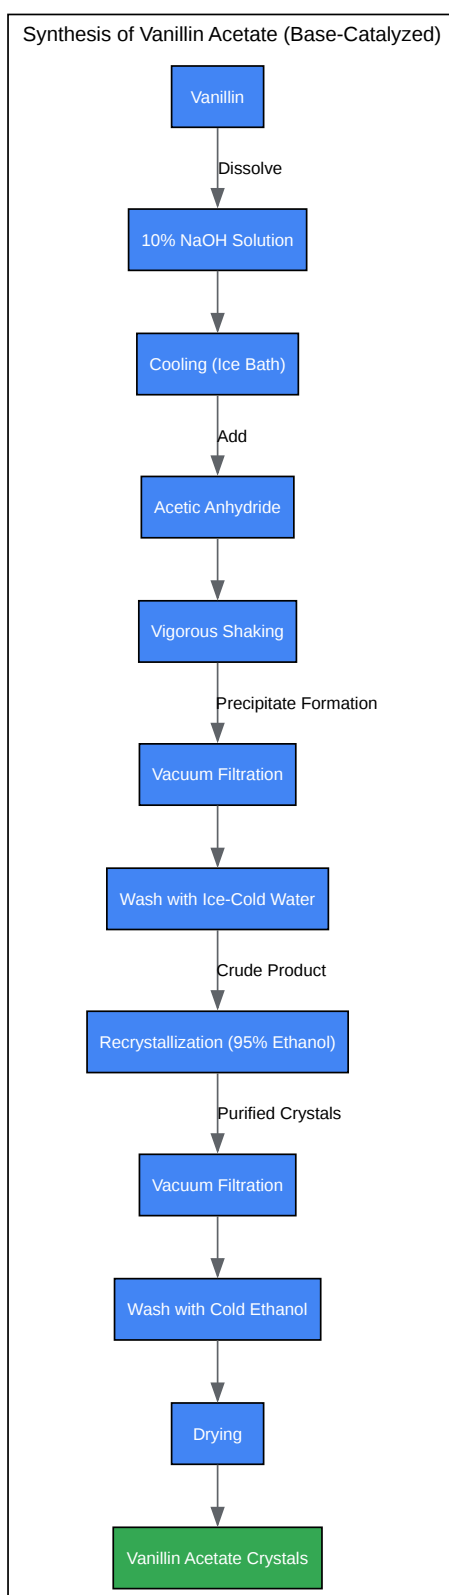 Synthesis of Vanillin Acetate (Base-Catalyzed)
Vanillin
Dissolve
10% NaOH Solution
Cooling (Ice Bath)
Add
Acetic Anhydride
Vigorous Shaking
Precipitate Formation
Vacuum Filtration
Wash with Ice-Cold Water
Crude Product
Recrystallization (95% Ethanol)
Purified Crystals
Vacuum Filtration
Wash with Cold Ethanol
Drying
Vanillin Acetate Crystals